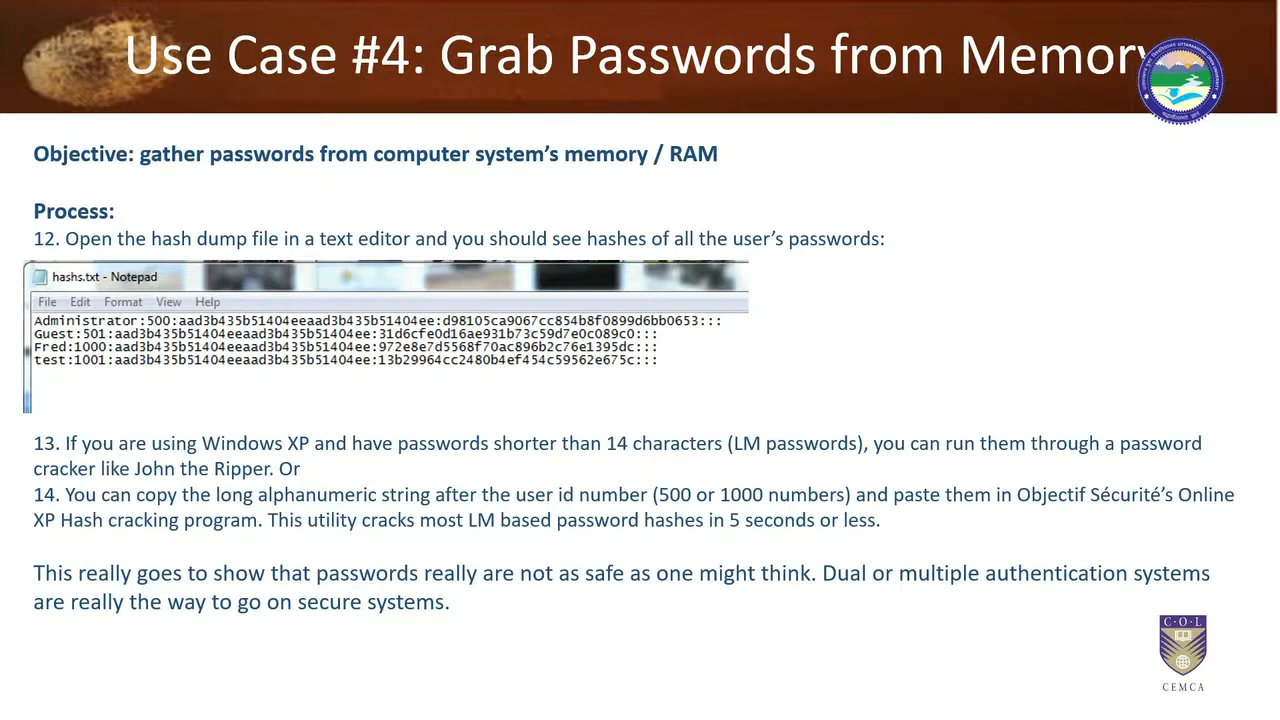 Use Case #4: Grab Passwords from Memory
Objective: gather passwords from computer system’s memory / RAM
Process:
12. Open the hash dump file in a text editor and you should see hashes of all the user’s passwords:
hashs.txt - Notepad
File Edit Format View Help
Administrator:500:aad3b435b51404eeaad3b435b51404ee:d98105ca9067cc854b8f0899d6bb0653:::
Guest:501:aad3b435b51404eeaad3b435b51404ee:31d6cfe0d16ae931b73c59d7e0c089c0:::
Fred:1000:aad3b435b51404eeaad3b435b51404ee:972e8e7d5568f70ac896b2c76e1395dc:::
test:1001:aad3b435b51404eeaad3b435b51404ee:13b29964cc2480b4ef454c59562e675c:::
13. If you are using Windows XP and have passwords shorter than 14 characters (LM passwords), you can run them through a password
cracker like John the Ripper. Or
14. You can copy the long alphanumeric string after the user id number (500 or 1000 numbers) and paste them in Objectif Sécurité’s Online
XP Hash cracking program. This utility cracks most LM based password hashes in 5 seconds or less.
This really goes to show that passwords really are not as safe as one might think. Dual or multiple authentication systems
are really the way to go on secure systems.
C·O·L
CEMCA